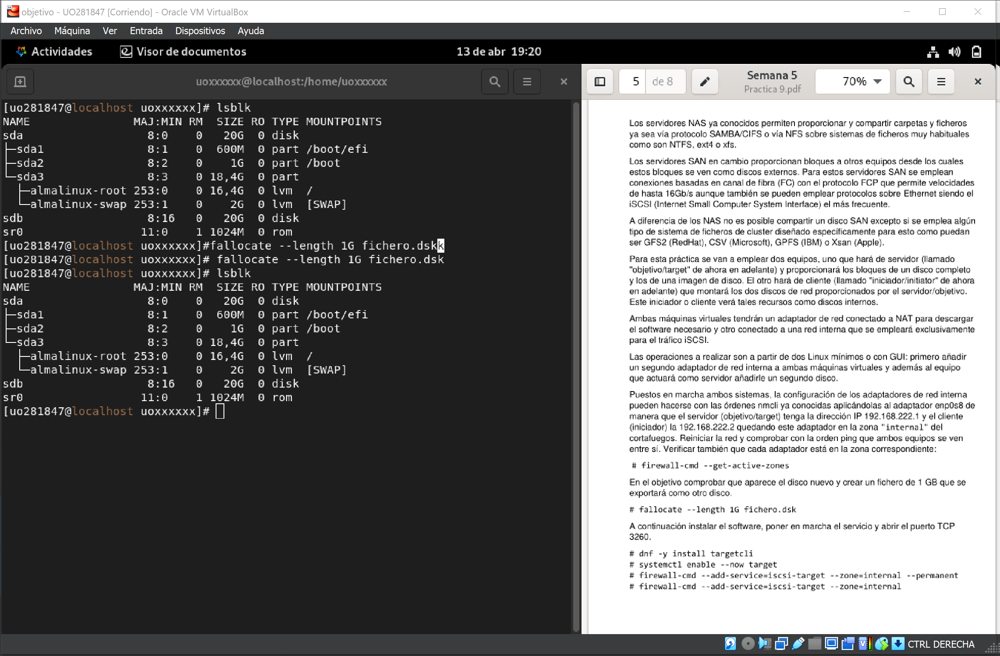 objetivo - UO281847 [Corriendo] - Oracle VM VirtualBox
Archivo Máquina Ver Entrada Dispositivos Ayuda
Actividades Visor de documentos 13 de abr 19:20
uoxxxxxx@localhost:/home/uoxxxxxx
[uo281847@localhost uoxxxxxx]# lsblk
NAME MAJ:MIN RM SIZE RO TYPE MOUNTPOINTS
sda 8:0 0 20G 0 disk
├─sda1 8:1 0 600M 0 part /boot/efi
├─sda2 8:2 0 1G 0 part /boot
└─sda3 8:3 0 18,4G 0 part
├─almalinux-root 253:0 0 16,4G 0 lvm /
└─almalinux-swap 253:1 0 2G 0 lvm [SWAP]
sdb 8:16 0 20G 0 disk
sr0 11:0 1 1024M 0 rom
[uo281847@localhost uoxxxxxx]#fallocate --length 1G fichero.dskk
[uo281847@localhost uoxxxxxx]# fallocate --length 1G fichero.dsk
[uo281847@localhost uoxxxxxx]# lsblk
NAME MAJ:MIN RM SIZE RO TYPE MOUNTPOINTS
sda 8:0 0 20G 0 disk
├─sda1 8:1 0 600M 0 part /boot/efi
├─sda2 8:2 0 1G 0 part /boot
└─sda3 8:3 0 18,4G 0 part
├─almalinux-root 253:0 0 16,4G 0 lvm /
└─almalinux-swap 253:1 0 2G 0 lvm [SWAP]
sdb 8:16 0 20G 0 disk
sr0 11:0 1 1024M 0 rom
[uo281847@localhost uoxxxxxx]#
5 de 8
Semana 5
Practica 9.pdf
70%
Los servidores NAS ya conocidos permiten proporcionar y compartir carpetas y ficheros
ya sea vía protocolo SAMBA/CIFS o vía NFS sobre sistemas de ficheros muy habituales
como son NTFS, ext4 o xfs.
Los servidores SAN en cambio proporcionan bloques a otros equipos desde los cuales
estos bloques se ven como discos externos. Para estos servidores SAN se emplean
conexiones basadas en canal de fibra (FC) con el protocolo FCP que permite velocidades
de hasta 16Gb/s aunque también se pueden emplear protocolos sobre Ethernet siendo el
iSCSI (Internet Small Computer System Interface) el más frecuente.
A diferencia de los NAS no es posible compartir un disco SAN excepto si se emplea algún
tipo de sistema de ficheros de cluster diseñado específicamente para esto como puedan
ser GFS2 (RedHat), CSV (Microsoft), GPFS (IBM) o Xsan (Apple).
Para esta práctica se van a emplear dos equipos, uno que hará de servidor (llamado
"objetivo/target" de ahora en adelante) y proporcionará los bloques de un disco completo
y los de una imagen de disco. El otro hará de cliente (llamado "iniciador/initiator" de ahora
en adelante) que montará los dos discos de red proporcionados por el servidor/objetivo.
Este iniciador o cliente verá tales recursos como discos internos.
Ambas máquinas virtuales tendrán un adaptador de red conectado a NAT para descargar
el software necesario y otro conectado a una red interna que se empleará exclusivamente
para el tráfico iSCSI.
Las operaciones a realizar son a partir de dos Linux mínimos o con GUI: primero añadir
un segundo adaptador de red interna a ambas máquinas virtuales y además al equipo
que actuará como servidor añadirle un segundo disco.
Puestos en marcha ambos sistemas, la configuración de los adaptadores de red interna
pueden hacerse con las órdenes nmcli ya conocidas aplicándolas al adaptador enp0s8 de
manera que el servidor (objetivo/target) tenga la dirección IP 192.168.222.1 y el cliente
(iniciador) la 192.168.222.2 quedando este adaptador en la zona "internal" del
cortafuegos. Reiniciar la red y comprobar con la orden ping que ambos equipos se ven
entre sí. Verificar también que cada adaptador está en la zona correspondiente:
# firewall-cmd --get-active-zones
En el objetivo comprobar que aparece el disco nuevo y crear un fichero de 1 GB que se
exportará como otro disco.
# fallocate --length 1G fichero.dsk
A continuación instalar el software, poner en marcha el servicio y abrir el puerto TCP
3260.
# dnf -y install targetcli
# systemctl enable --now target
# firewall-cmd --add-service=iscsi-target --zone=internal --permanent
# firewall-cmd --add-service=iscsi-target --zone=internal
CTRL DERECHA